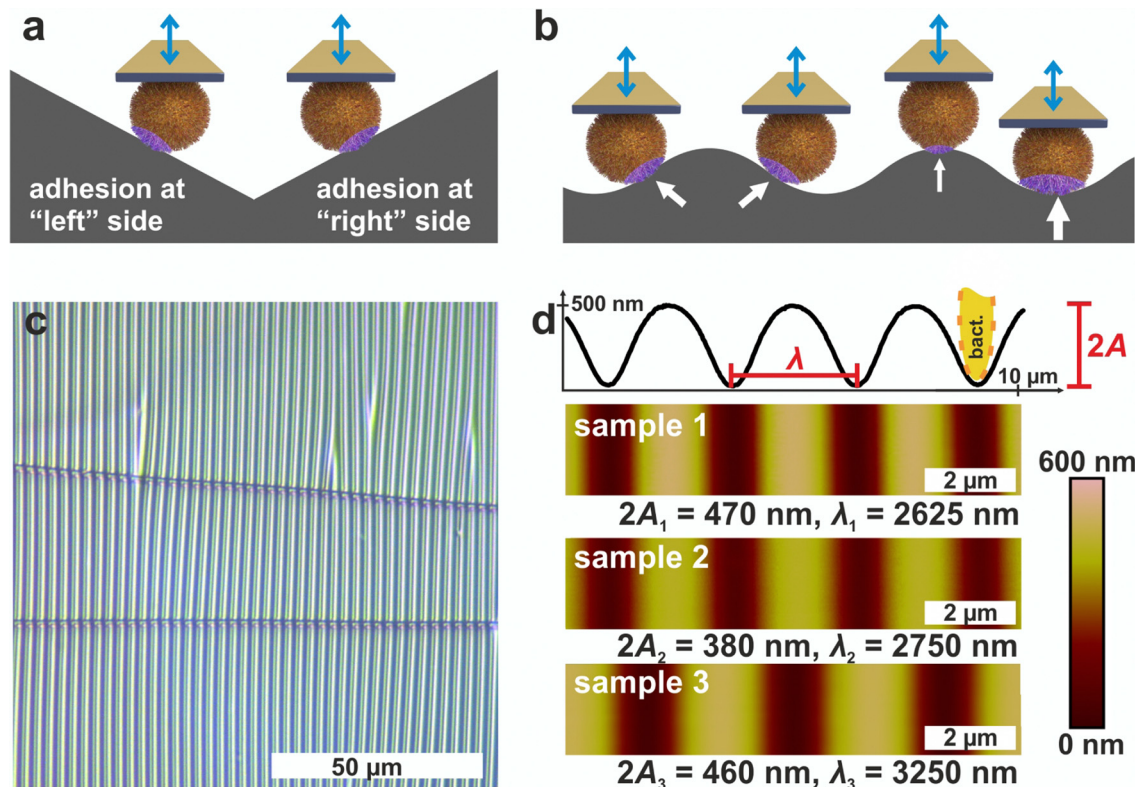 a
adhesion at
“left” side
adhesion at
“right” side
b
c
50 µm
d
500 nm
λ
bact.
2A
10 µm
sample 1
2 µm
2A1 = 470 nm, λ1 = 2625 nm
sample 2
2 µm
2A2 = 380 nm, λ2 = 2750 nm
sample 3
2 µm
2A3 = 460 nm, λ3 = 3250 nm
600 nm
0 nm